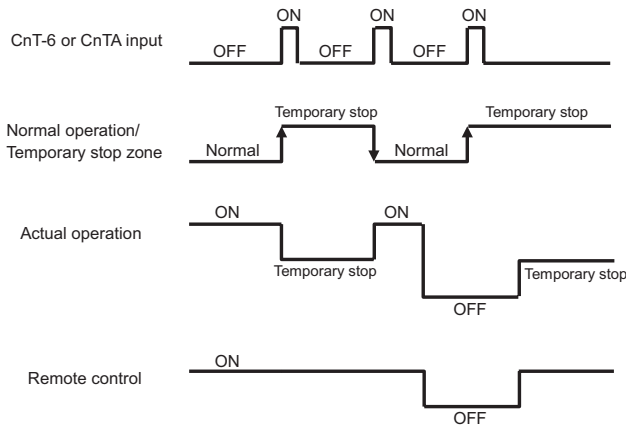 ON ON ON
CnT-6 or CnTA input
OFF OFF OFF
Temporary stop Temporary stop
Normal operation/
Temporary stop zone
Normal Normal
ON ON
Actual operation
Temporary stop Temporary stop
OFF
ON
Remote control
OFF